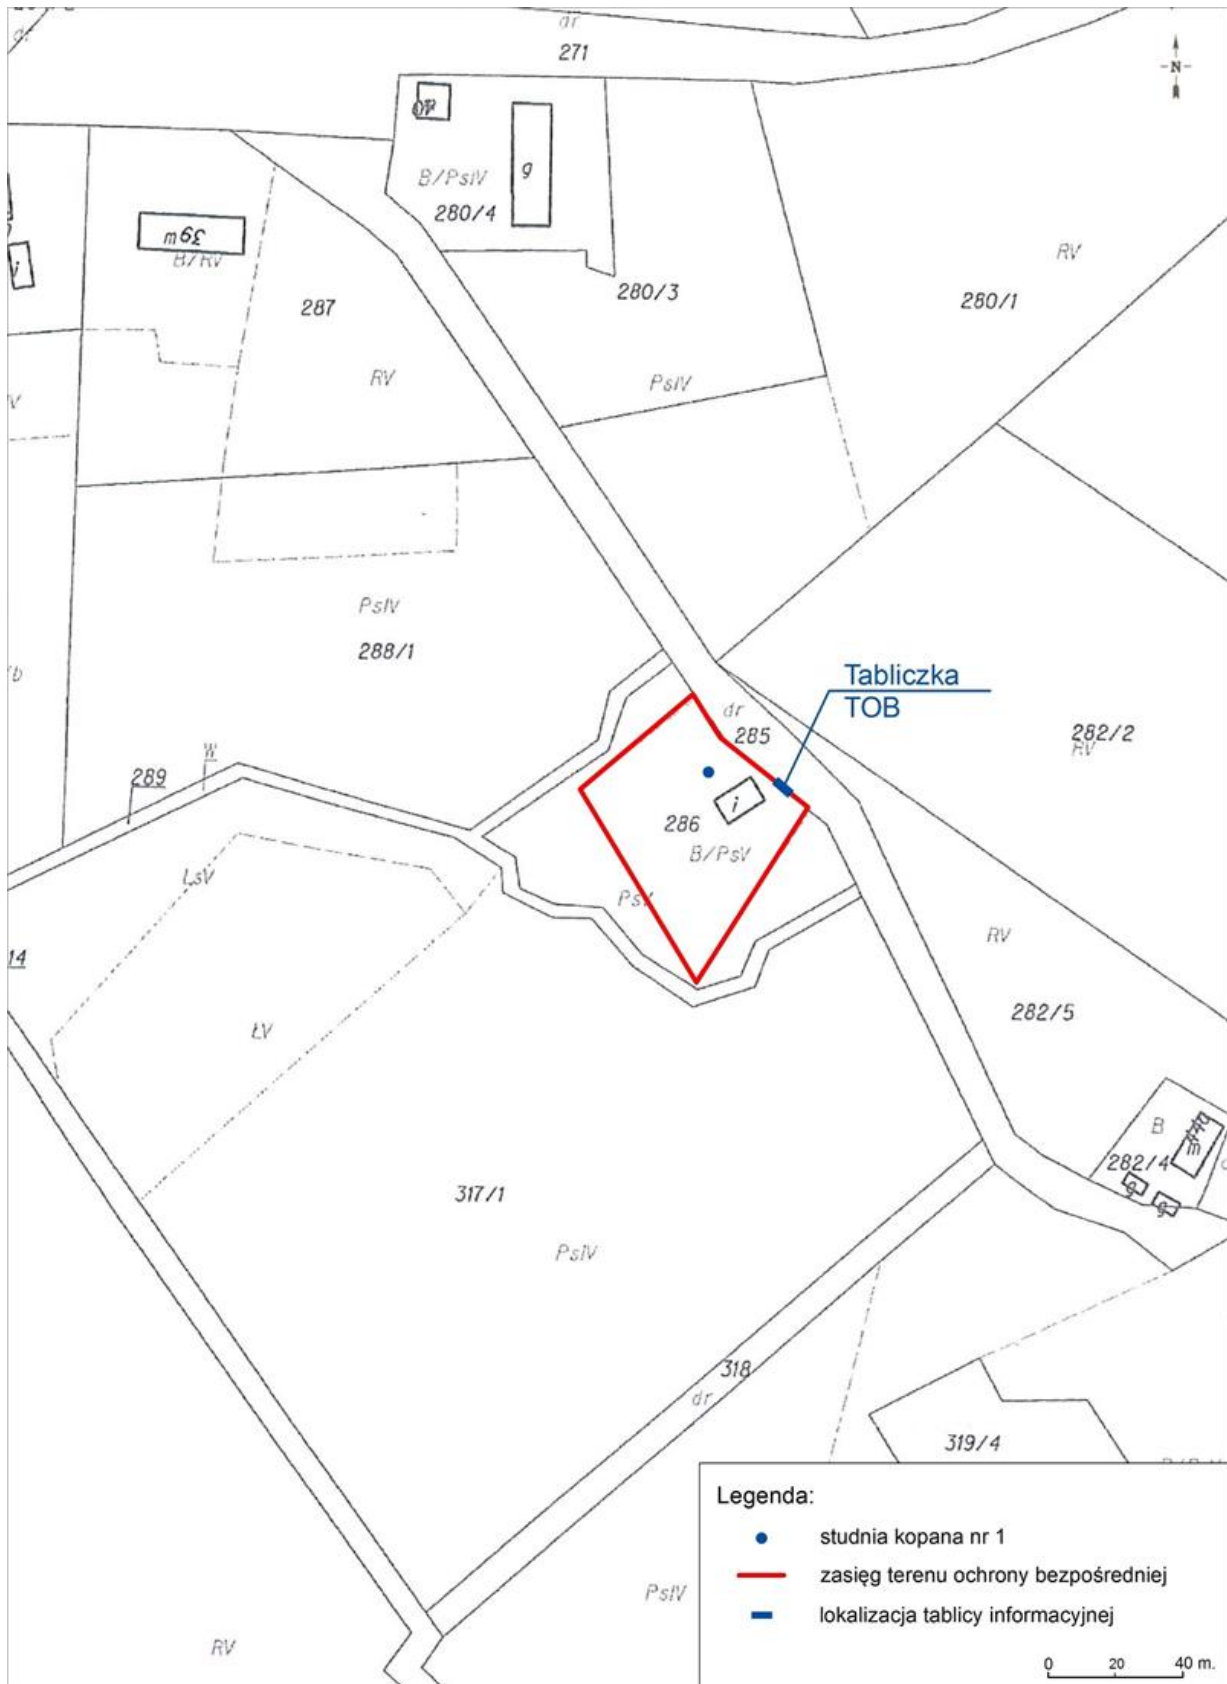 dr
dr
271
N
B/PsIV
g
280/4
m39
B/RV
i
RV
287
280/3
280/1
RV
PsIV
PsIV
288/1
Tabliczka
TOB
dr
285
282/2
RV
W
289
i
286
B/PsV
LsV
PsV
RV
14
282/5
ŁV
B
282/4
g
g
317/1
PsIV
318
dr
319/4
Legenda:
studnia kopana nr 1
zasięg terenu ochrony bezpośredniej
PsIV
lokalizacja tablicy informacyjnej
RV
0 20 40 m.